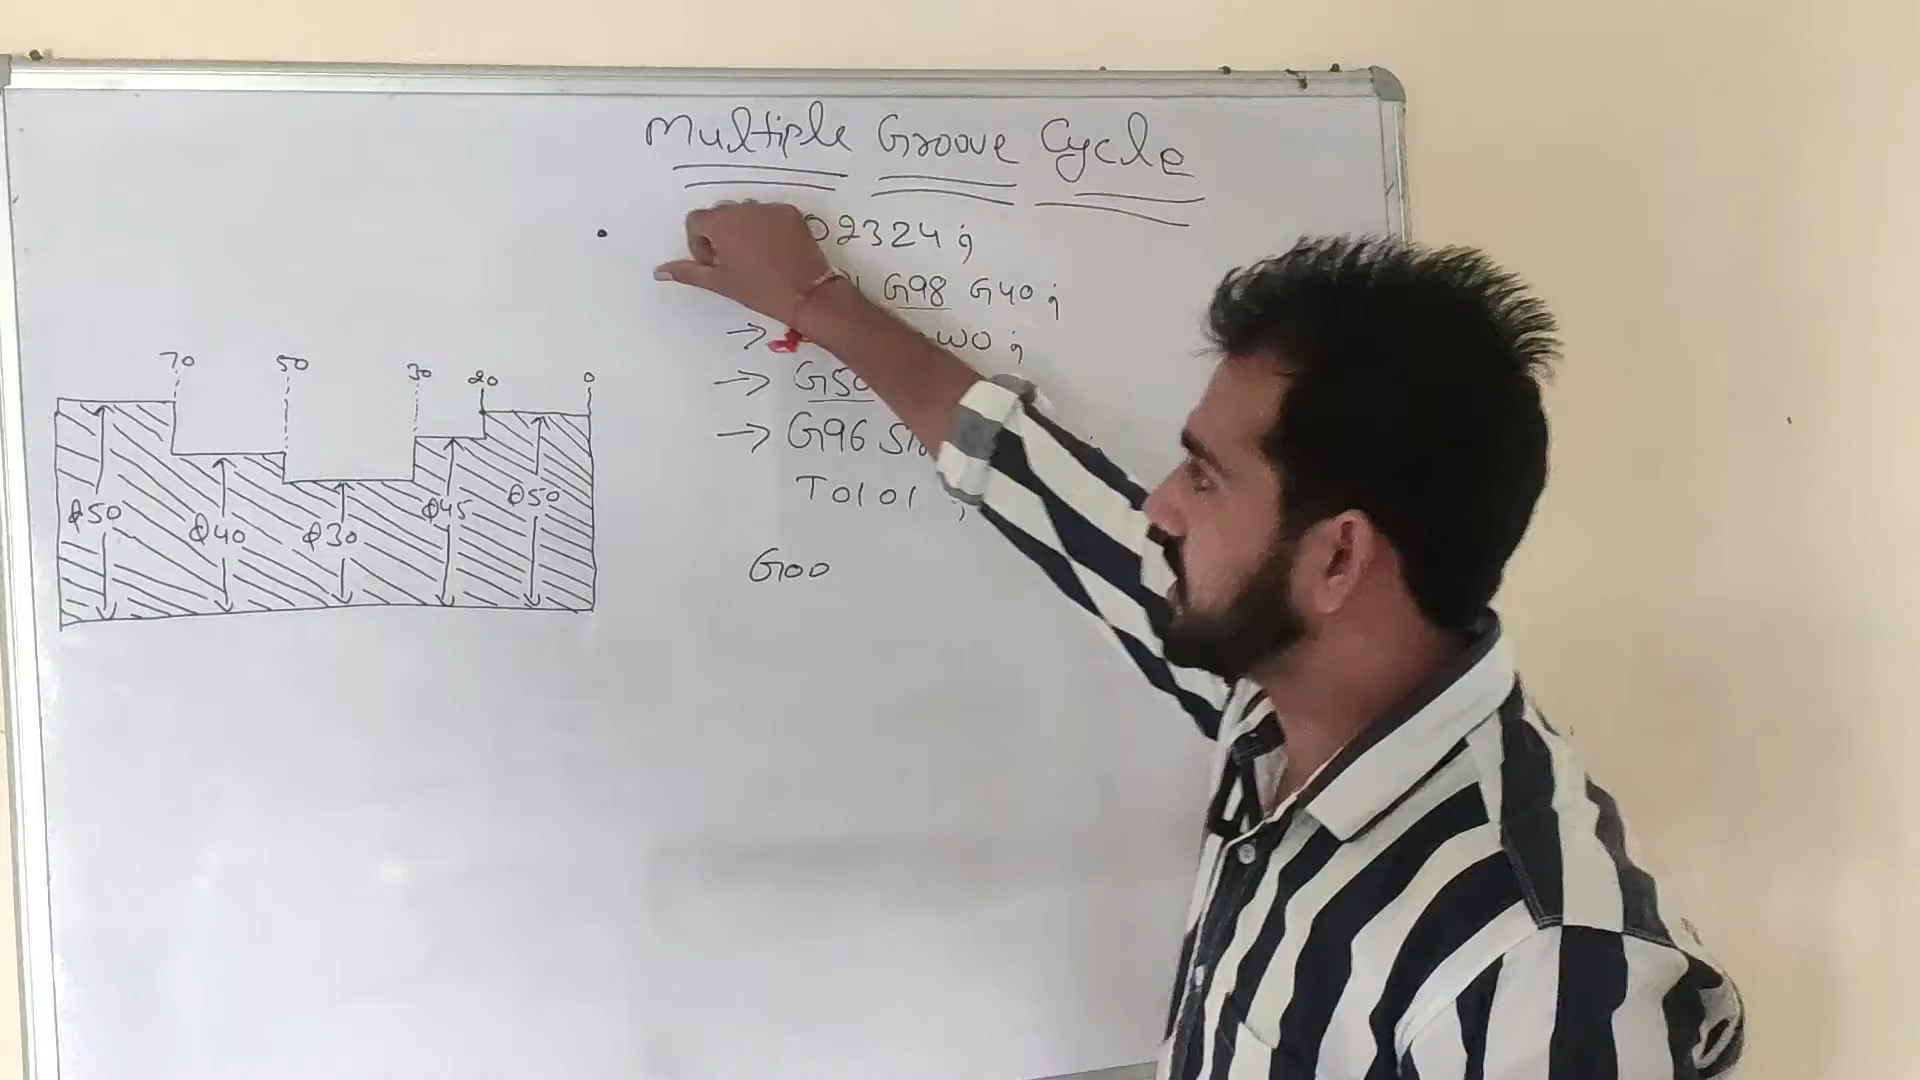 Multiple Groove Cycle
O2324 ;
G98 G40 ;
→ W0 ;
→ G50
→ G96
T0101 ;
G00
70 50 30 20 0
Ø50 Ø40 Ø30 Ø45 Ø50